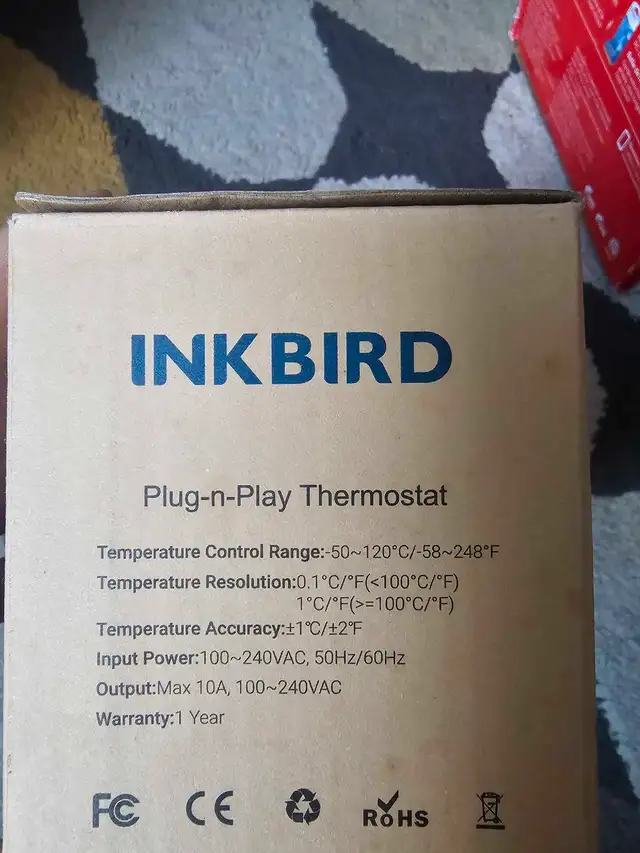 INKBIRD
Plug-n-Play Thermostat
Temperature Control Range:-50~120°C/-58~248°F
Temperature Resolution:0.1°C/°F(<100°C/°F)
1°C/°F(>=100°C/°F)
Temperature Accuracy:±1℃/±2℉
Input Power:100~240VAC, 50Hz/60Hz
Output:Max 10A, 100~240VAC
Warranty:1 Year
FC CE RoHS